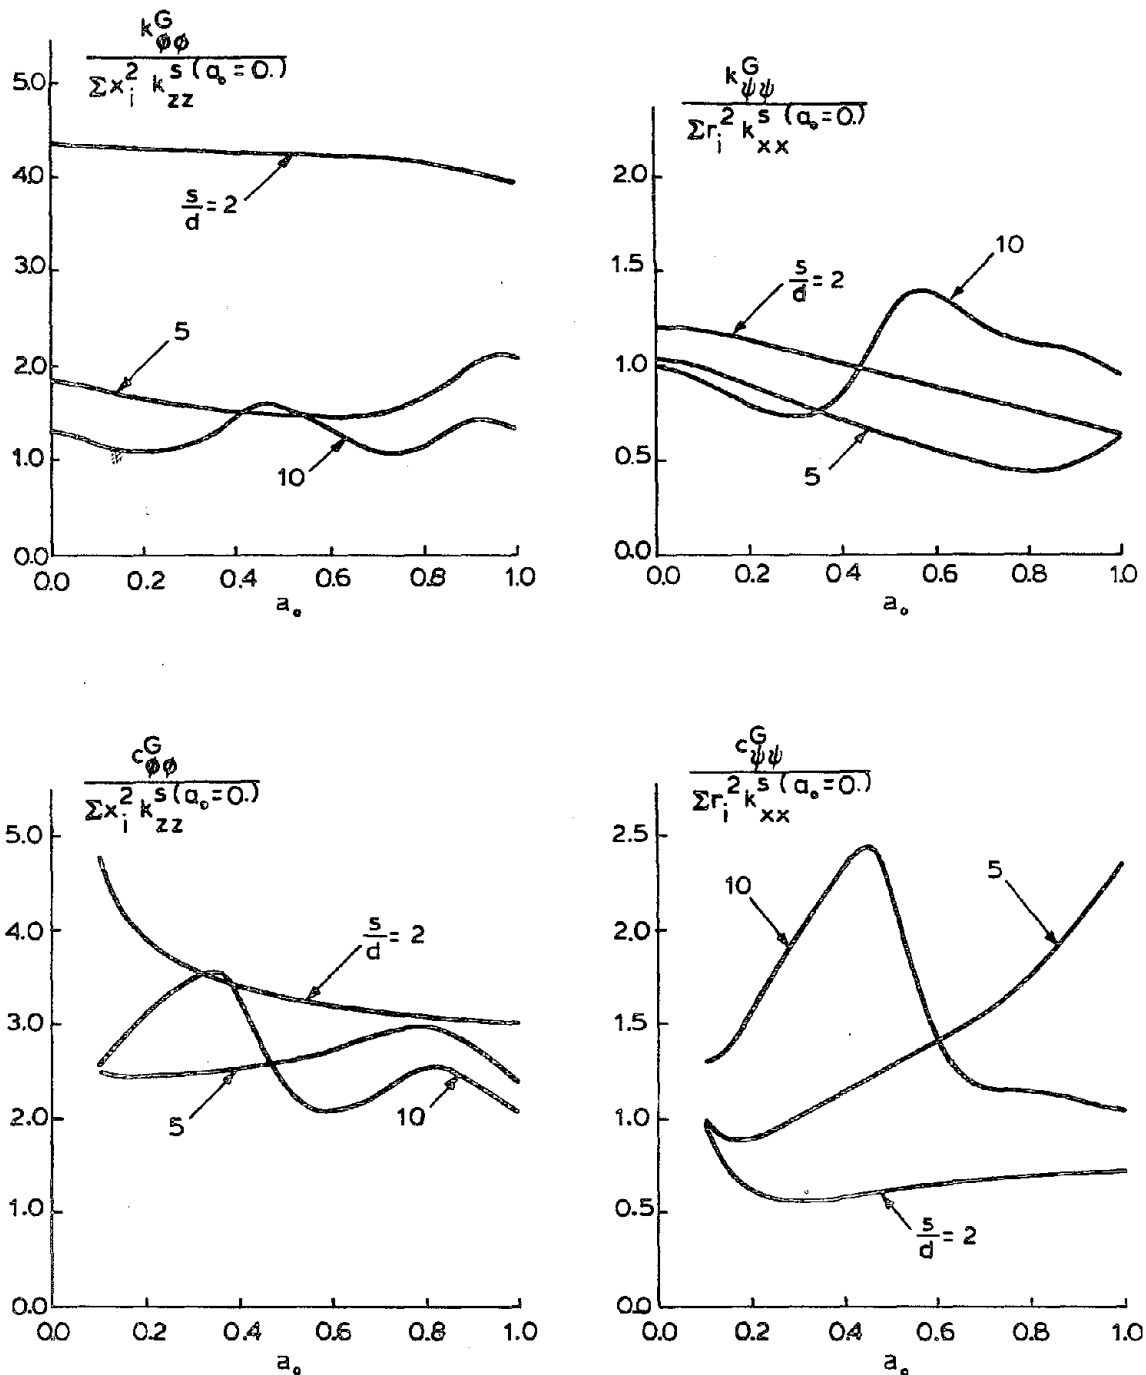 k^G_φφ
Σx_i^2 k_zz^s(a_o=0.)
5.0
4.0
3.0
2.0
1.0
0.0
s/d = 2
5
10
0.0 0.2 0.4 0.6 0.8 1.0
a_o
k^G_ψψ
Σr_i^2 k_xx^s(a_o=0.)
2.0
1.5
1.0
0.5
0.0
10
s/d = 2
5
0.0 0.2 0.4 0.6 0.8 1.0
a_o
c^G_φφ
Σx_i^2 k_zz^s(a_o=0.)
5.0
4.0
3.0
2.0
1.0
0.0
s/d = 2
5
10
0.0 0.2 0.4 0.6 0.8 1.0
a_o
c^G_ψψ
Σr_i^2 k_xx^s(a_o=0.)
2.5
2.0
1.5
1.0
0.5
0.0
10
5
s/d = 2
0.0 0.2 0.4 0.6 0.8 1.0
a_o